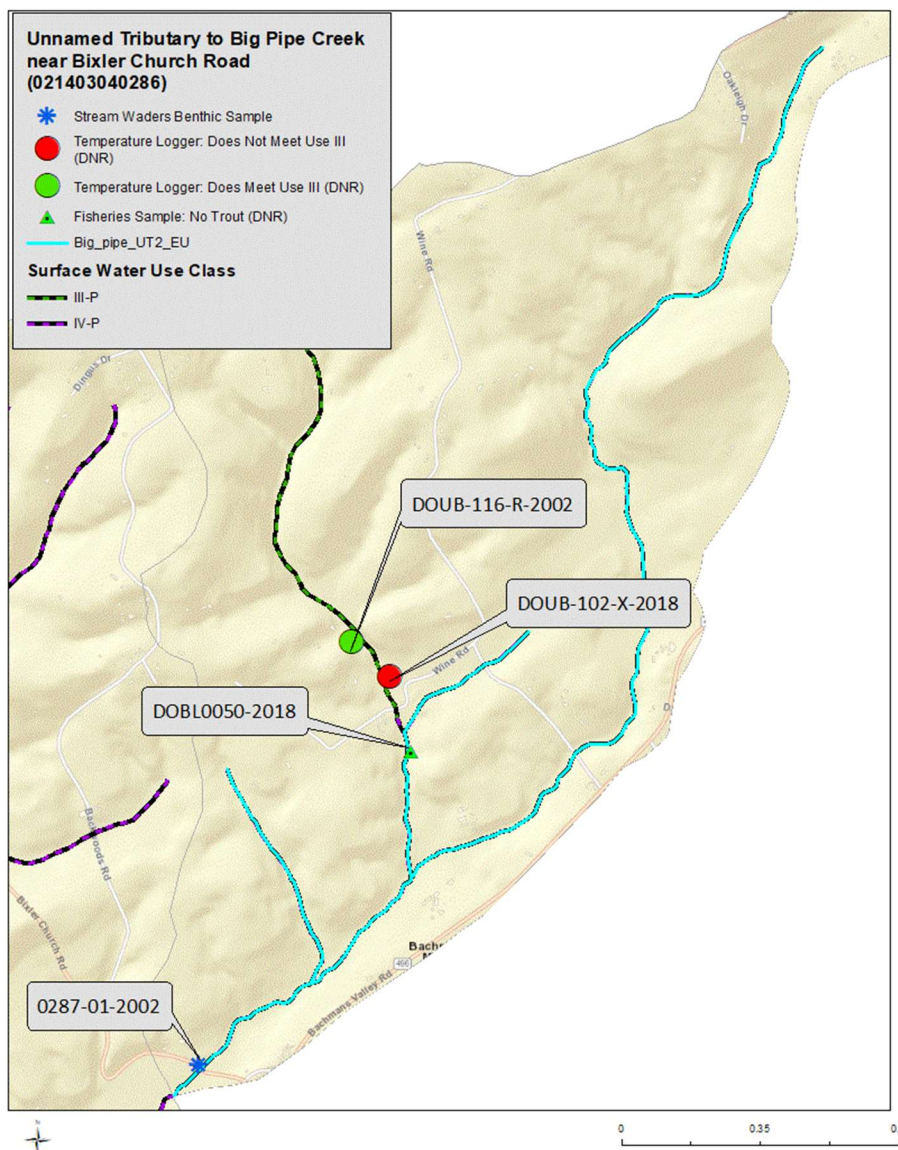 Unnamed Tributary to Big Pipe Creek
near Bixler Church Road
(021403040286)
Stream Waders Benthic Sample
Temperature Logger: Does Not Meet Use III
(DNR)
Temperature Logger: Does Meet Use III (DNR)
Fisheries Sample: No Trout (DNR)
Big_pipe_UT2_EU
Surface Water Use Class
III-P
IV-P
Oakleigh Dr
Wine Rd
Dingus Dr
DOUB-116-R-2002
DOUB-102-X-2018
Wine Rd
DOBL0050-2018
Bixler Church Rd
496
Bachmans Valley Rd
0287-01-2002
N
0
0.35